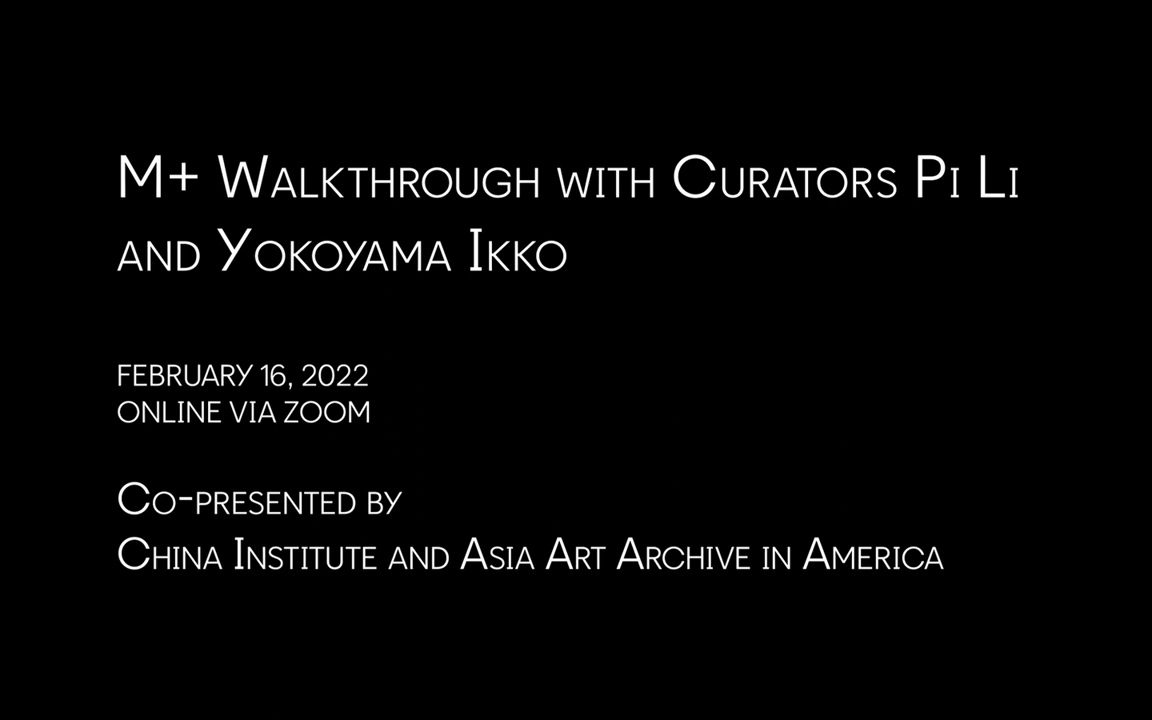 M+ Walkthrough with Curators Pi Li
and Yokoyama Ikko
FEBRUARY 16, 2022
ONLINE VIA ZOOM
Co-presented by
China Institute and Asia Art Archive in America